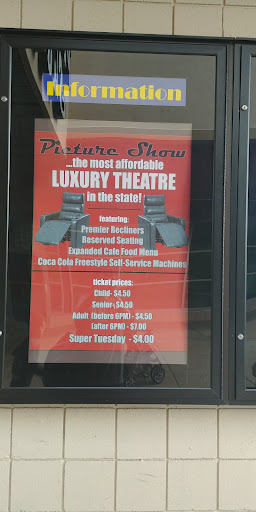 Information
Picture Show
...the most affordable
LUXURY THEATRE
in the state!
featuring:
Premier Recliners
Reserved Seating
Expanded Cafe Food Menu
Coca Cola Freestyle Self-Service Machines
ticket prices:
Child- $4.50
Senior- $4.50
Adult (before 6PM) - $4.50
(after 6PM) - $7.00
Super Tuesday - $4.00